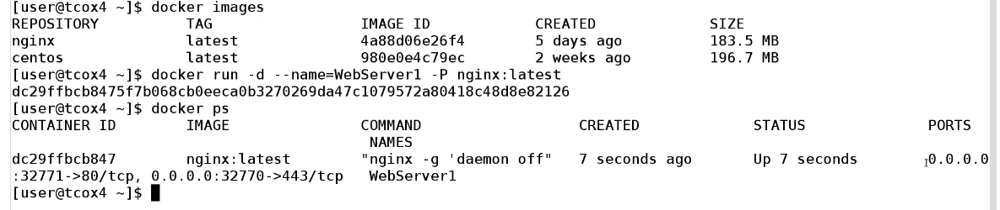 [user@tcox4 ~]$ docker images
REPOSITORY          TAG                 IMAGE ID            CREATED             SIZE
nginx               latest              4a88d06e26f4        5 days ago          183.5 MB
centos              latest              980e0e4c79ec        2 weeks ago         196.7 MB
[user@tcox4 ~]$ docker run -d --name=WebServer1 -P nginx:latest
dc29ffbcb8475f7b068cb0eeca0b3270269da47c1079572a80418c48d8e82126
[user@tcox4 ~]$ docker ps
CONTAINER ID        IMAGE               COMMAND                  CREATED             STATUS              PORTS
                                         NAMES
dc29ffbcb847        nginx:latest        "nginx -g 'daemon off"   7 seconds ago       Up 7 seconds        0.0.0.0
:32771->80/tcp, 0.0.0.0:32770->443/tcp   WebServer1
[user@tcox4 ~]$